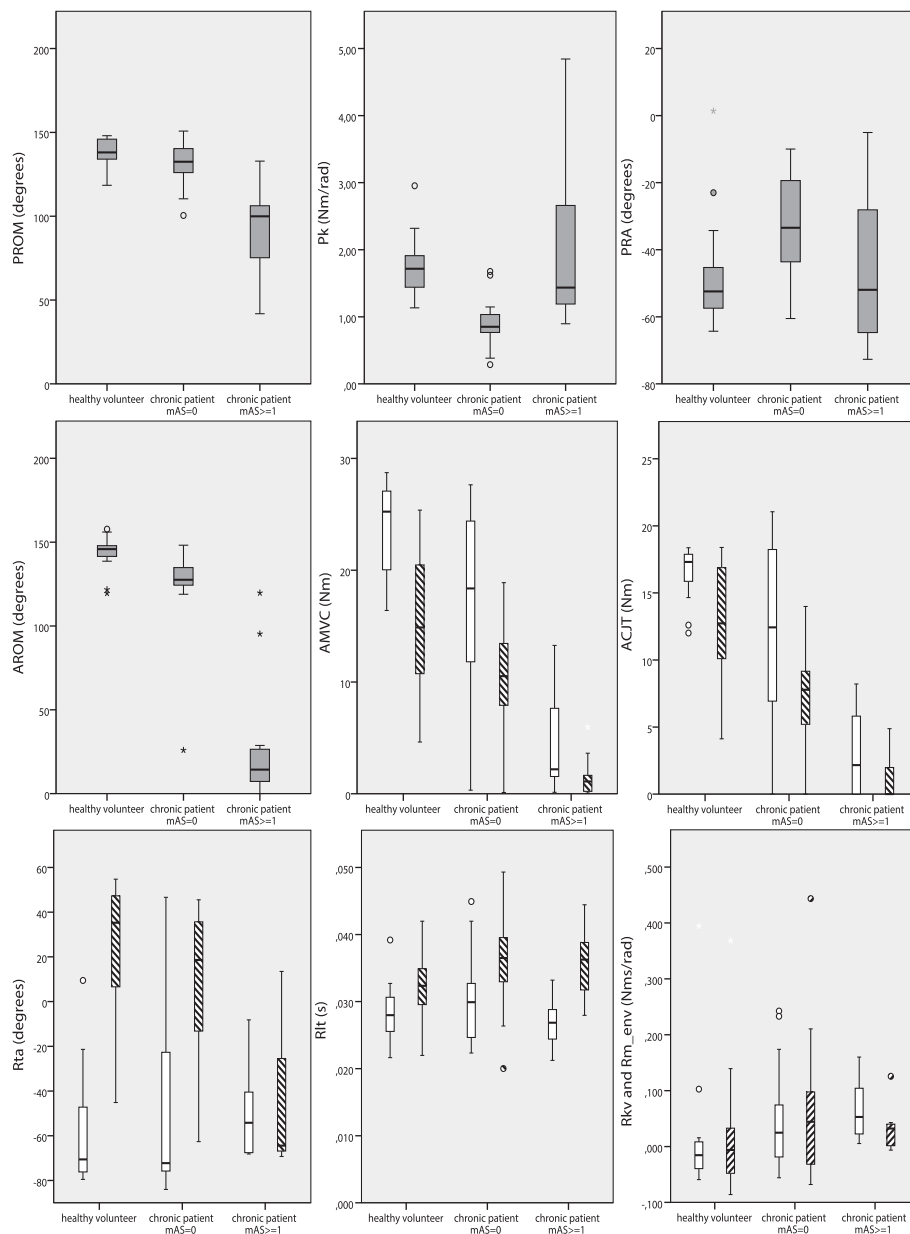 200
150
100
50
0
PROM (degrees)
healthy volunteer
chronic patient
mAS=0
chronic patient
mAS>=1
5,00
4,00
3,00
2,00
1,00
,00
Pk (Nm/rad)
healthy volunteer
chronic patient
mAS=0
chronic patient
mAS>=1
20
0
-20
-40
-60
-80
PRA (degrees)
healthy volunteer
chronic patient
mAS=0
chronic patient
mAS>=1
200
150
100
50
0
AROM (degrees)
healthy volunteer
chronic patient
mAS=0
chronic patient
mAS>=1
30
20
10
0
AMVC (Nm)
healthy volunteer
chronic patient
mAS=0
chronic patient
mAS>=1
25
20
15
10
5
0
ACJT (Nm)
healthy volunteer
chronic patient
mAS=0
chronic patient
mAS>=1
60
40
20
0
-20
-40
-60
-80
Rta (degrees)
healthy volunteer
chronic patient
mAS=0
chronic patient
mAS>=1
,050
,040
,030
,020
,010
,000
Rlt (s)
healthy volunteer
chronic patient
mAS=0
chronic patient
mAS>=1
,500
,400
,300
,200
,100
,000
-,100
Rkv and Rm_env (Nms/rad)
healthy volunteer
chronic patient
mAS=0
chronic patient
mAS>=1